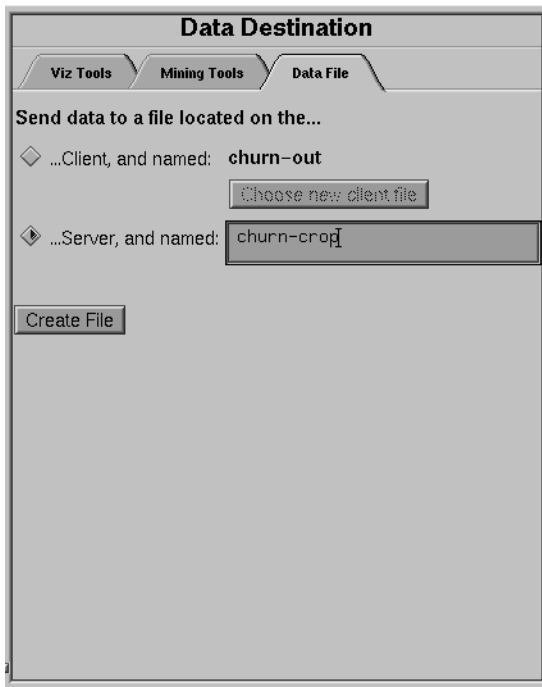 Data Destination
Viz Tools Mining Tools Data File
Send data to a file located on the...
...Client, and named: churn-out
Choose new client file
...Server, and named: churn-crop
Create File